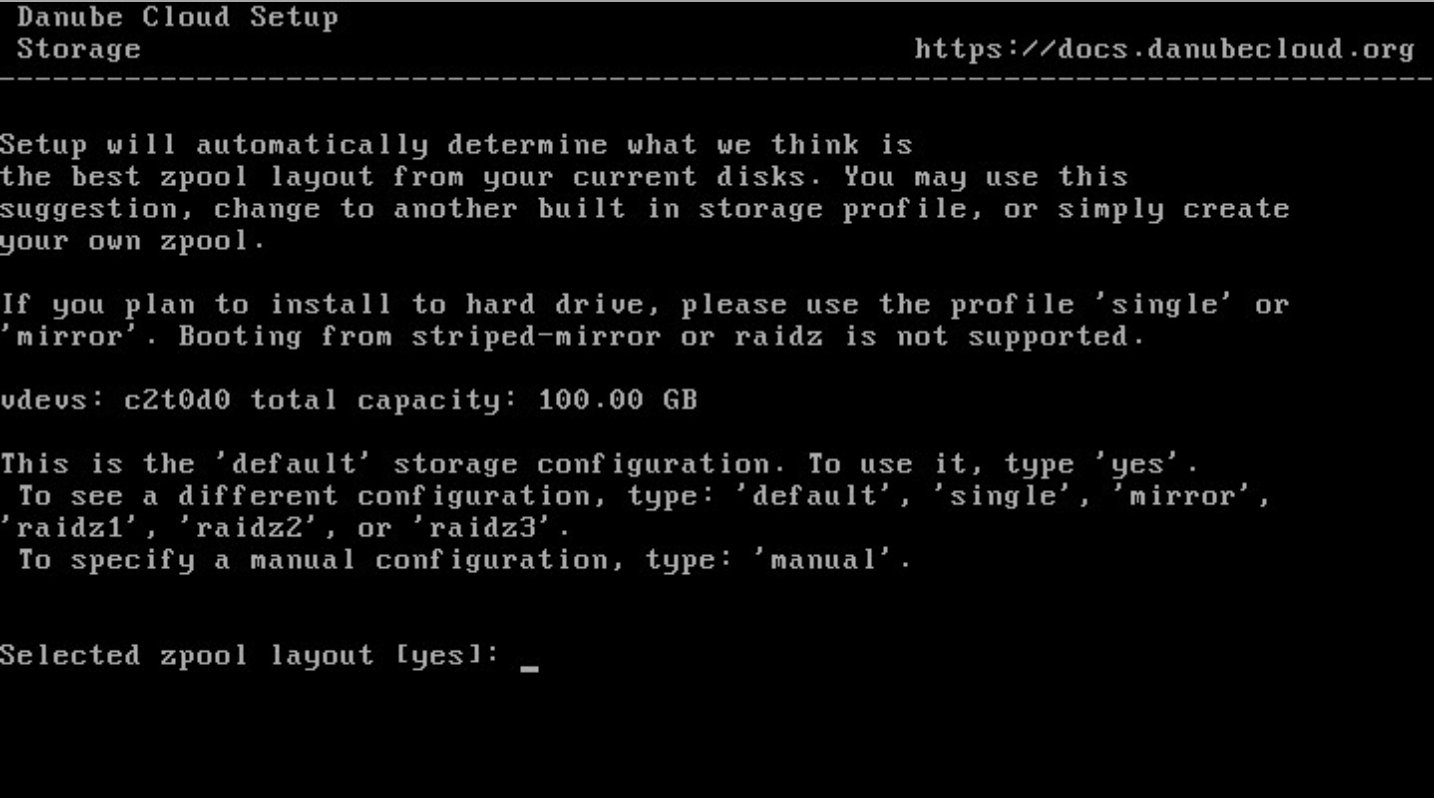 Danube Cloud Setup
Storage https://docs.danubecloud.org
--------------------------------------------------------------------------------
Setup will automatically determine what we think is
the best zpool layout from your current disks. You may use this
suggestion, change to another built in storage profile, or simply create
your own zpool.
If you plan to install to hard drive, please use the profile 'single' or
'mirror'. Booting from striped-mirror or raidz is not supported.
vdevs: c2t0d0 total capacity: 100.00 GB
This is the 'default' storage configuration. To use it, type 'yes'.
To see a different configuration, type: 'default', 'single', 'mirror',
'raidz1', 'raidz2', or 'raidz3'.
To specify a manual configuration, type: 'manual'.
Selected zpool layout [yes]: _